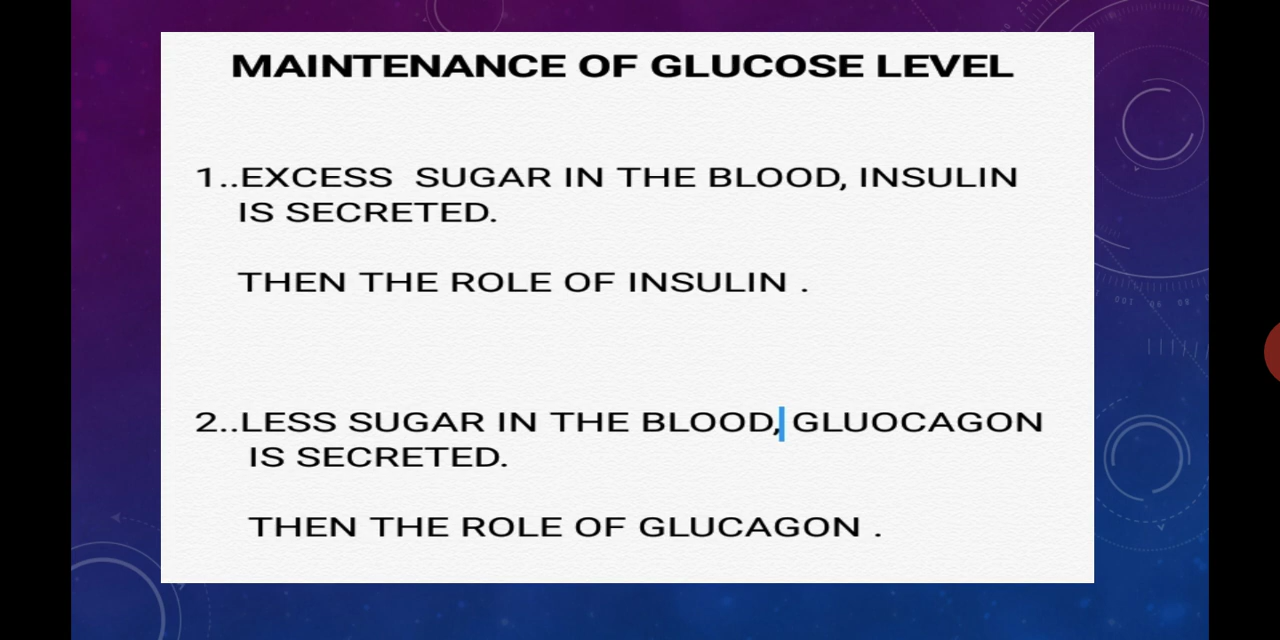 MAINTENANCE OF GLUCOSE LEVEL
1..EXCESS SUGAR IN THE BLOOD, INSULIN
IS SECRETED.
THEN THE ROLE OF INSULIN .
2..LESS SUGAR IN THE BLOOD, GLUOCAGON
IS SECRETED.
THEN THE ROLE OF GLUCAGON .